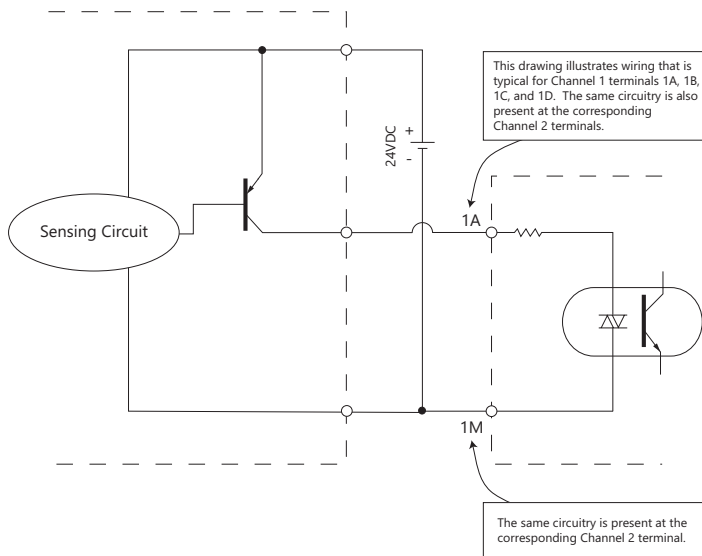 This drawing illustrates wiring that is
typical for Channel 1 terminals 1A, 1B,
1C, and 1D.  The same circuitry is also
present at the corresponding
Channel 2 terminals.
24VDC
+
-
1A
Sensing Circuit
1M
The same circuitry is present at the
corresponding Channel 2 terminal.